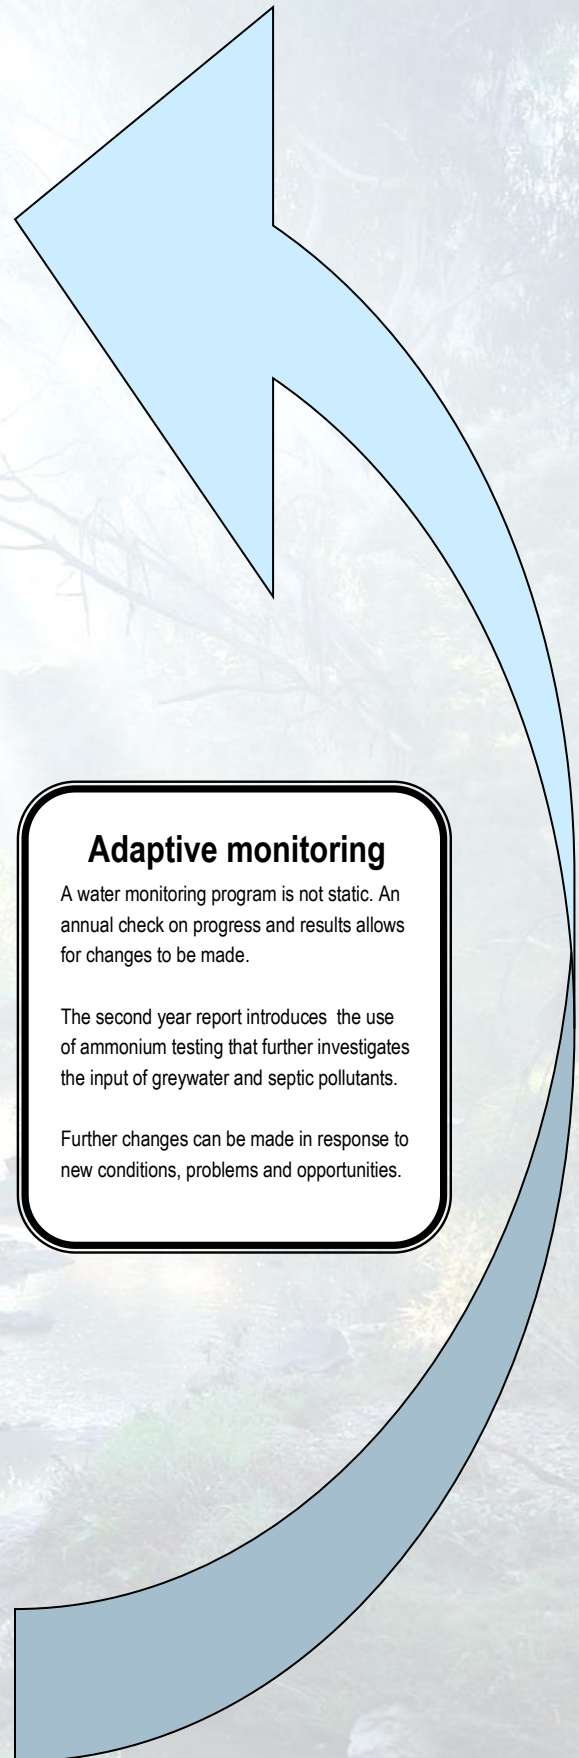 Adaptive monitoring
A water monitoring program is not static. An
annual check on progress and results allows
for changes to be made.
The second year report introduces  the use
of ammonium testing that further investigates
the input of greywater and septic pollutants.
Further changes can be made in response to
new conditions, problems and opportunities.